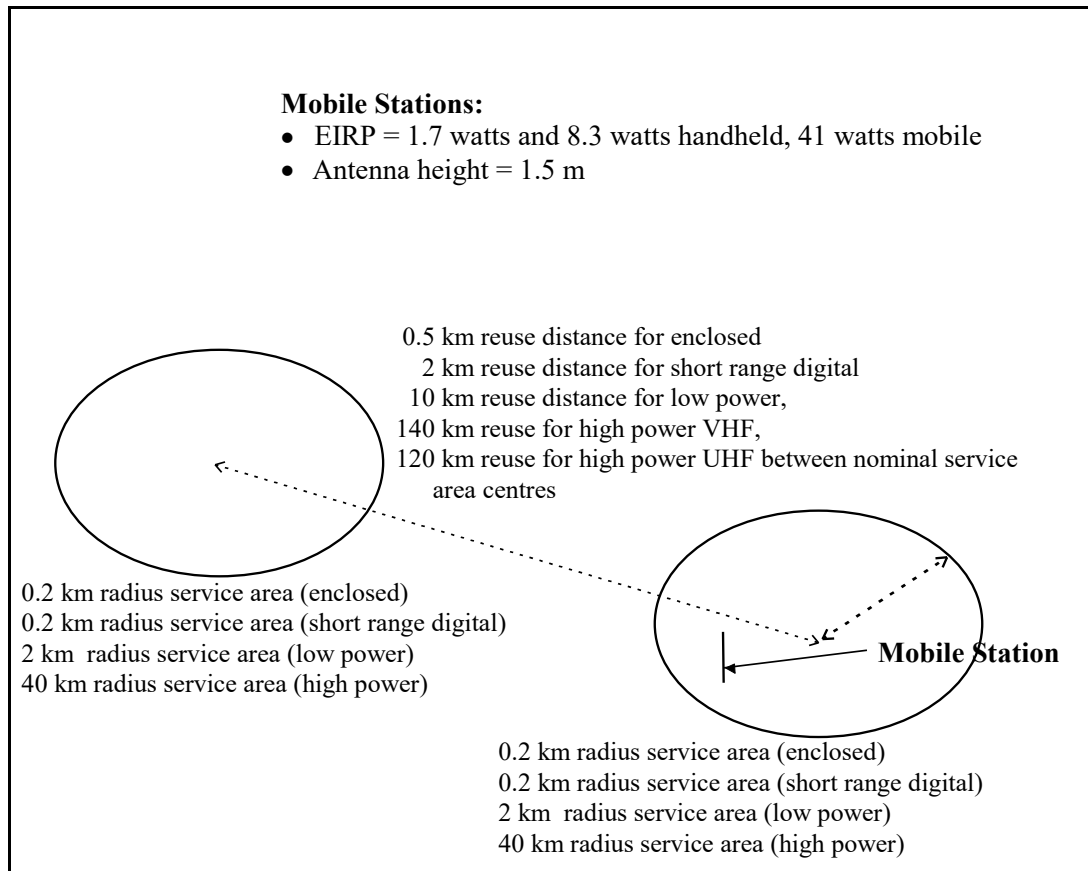 Mobile Stations:
• EIRP = 1.7 watts and 8.3 watts handheld, 41 watts mobile
• Antenna height = 1.5 m
0.5 km reuse distance for enclosed
2 km reuse distance for short range digital
10 km reuse distance for low power,
140 km reuse for high power VHF,
120 km reuse for high power UHF between nominal service
area centres
0.2 km radius service area (enclosed)
0.2 km radius service area (short range digital)
2 km  radius service area (low power)
40 km radius service area (high power)
Mobile Station
0.2 km radius service area (enclosed)
0.2 km radius service area (short range digital)
2 km  radius service area (low power)
40 km radius service area (high power)